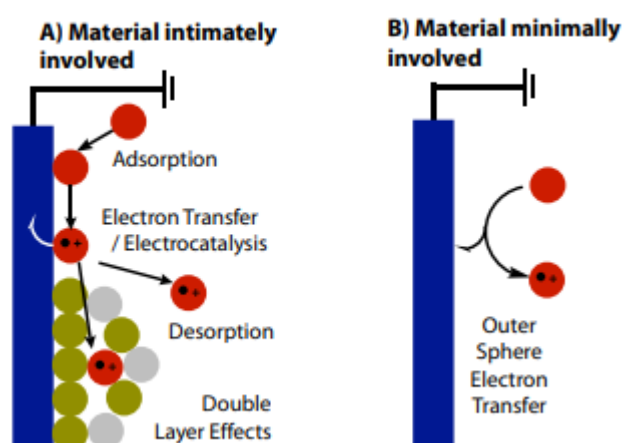 A) Material intimately
involved
Adsorption
Electron Transfer
/ Electrocatalysis
Desorption
Double
Layer Effects
B) Material minimally
involved
Outer
Sphere
Electron
Transfer